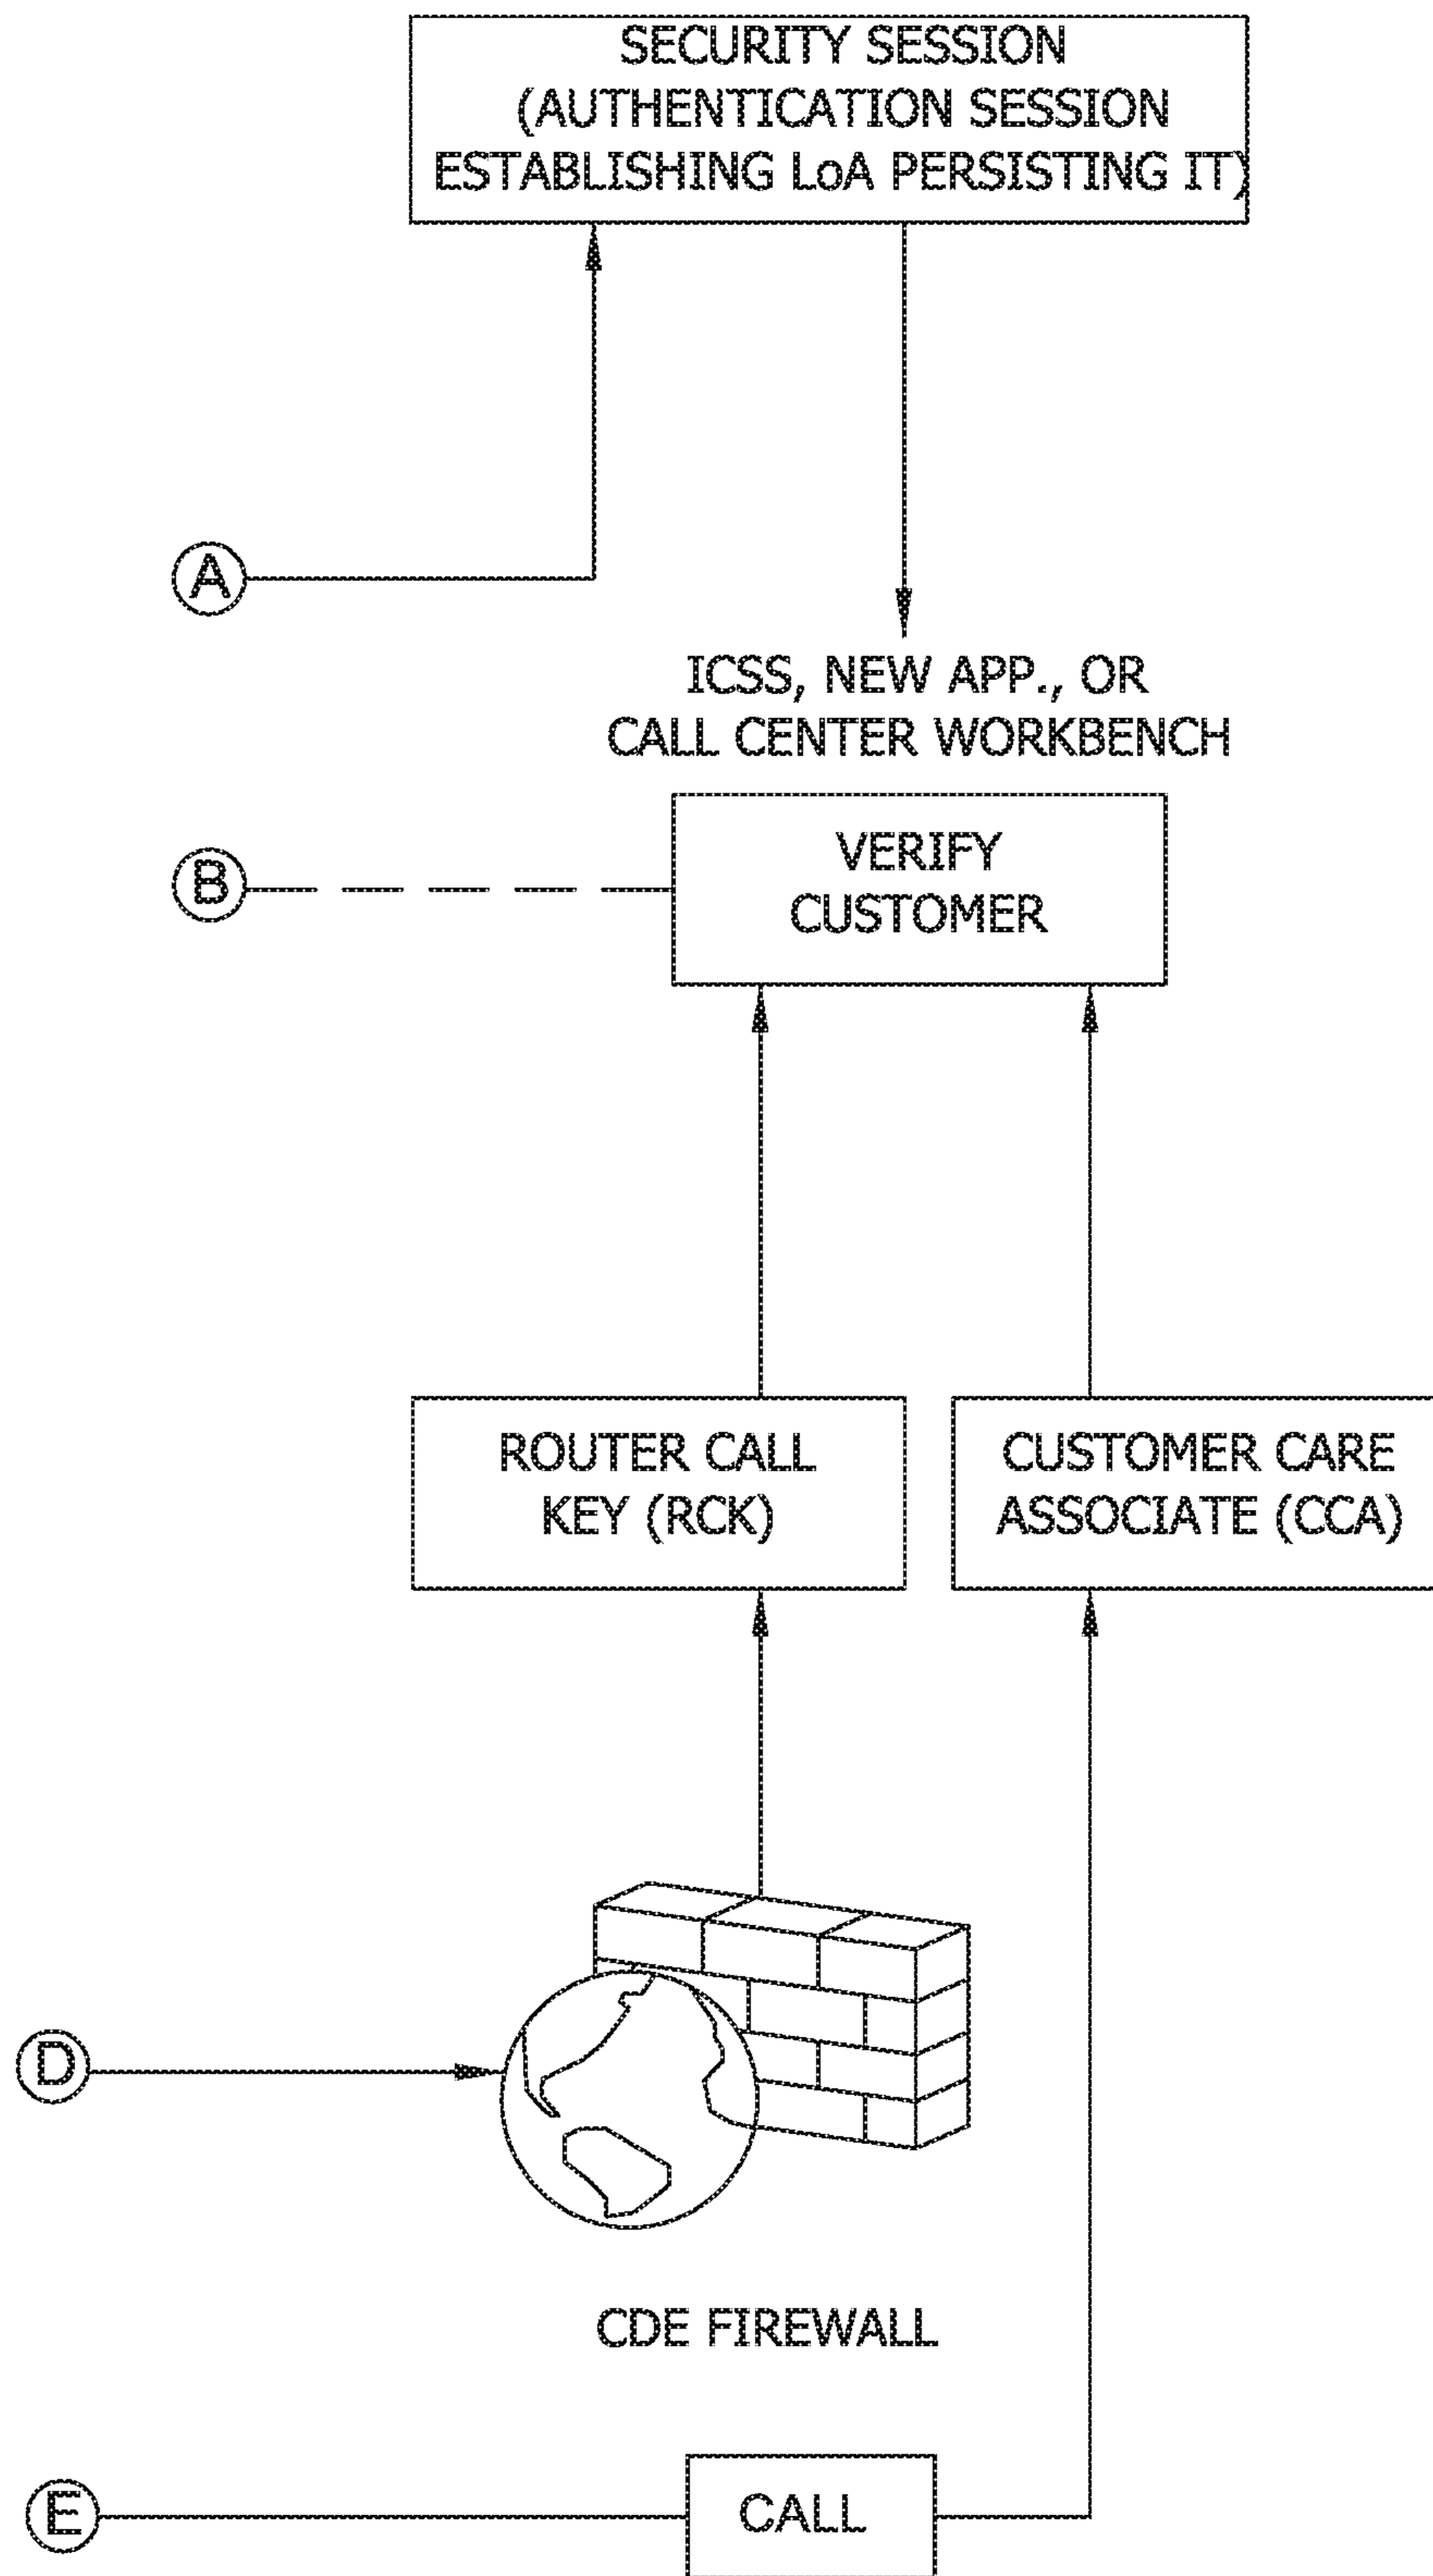 SECURITY SESSION
(AUTHENTICATION SESSION
ESTABLISHING LoA PERSISTING IT)
A
ICSS, NEW APP., OR
CALL CENTER WORKBENCH
B
VERIFY
CUSTOMER
ROUTER CALL
KEY (RCK)
CUSTOMER CARE
ASSOCIATE (CCA)
D
CDE FIREWALL
E
CALL